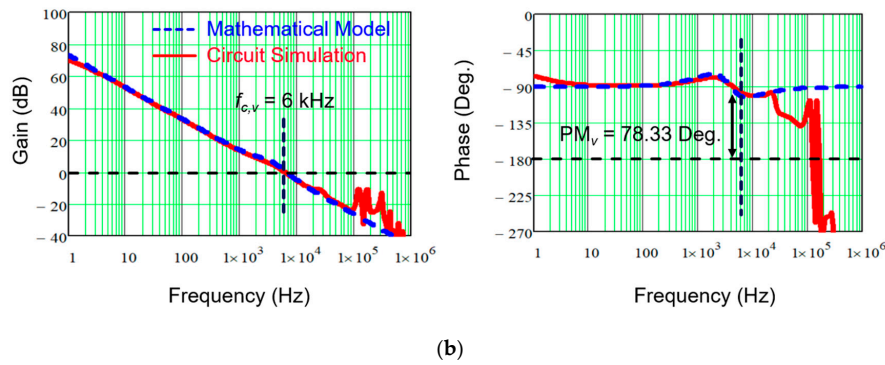 100
80
60
40
20
0
− 20
− 40
Gain (dB)
Mathematical Model
Circuit Simulation
f_c,v = 6 kHz
1 10 100 1×10³ 1×10⁴ 1×10⁵ 1×10⁶
Frequency (Hz)
0
− 45
− 90
− 135
− 180
− 225
− 270
Phase (Deg.)
PM_v = 78.33 Deg.
1 10 100 1×10³ 1×10⁴ 1×10⁵ 1×10⁶
Frequency (Hz)
(b)